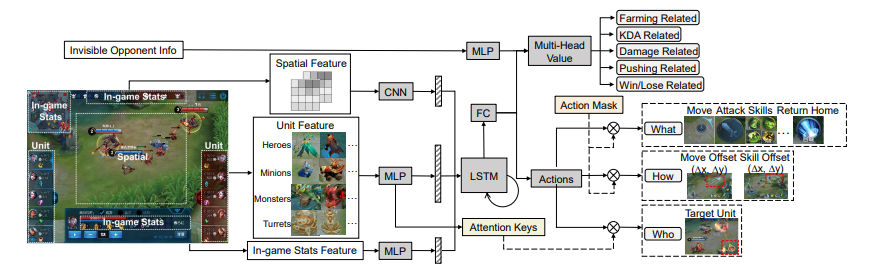 Invisible Opponent Info
MLP
Multi-Head
Value
Farming Related
KDA Related
Damage Related
Pushing Related
Win/Lose Related
Spatial Feature
CNN
FC
Action Mask
In-game Stats
In-game
Stats
Unit
Unit
Spatial
In-game Stats
Unit Feature
Heroes
...
Minions
...
Monsters
...
Turrets
...
MLP
LSTM
Actions
Attention Keys
In-game Stats Feature
MLP
What
Move Attack Skills Return Home
...
How
Move Offset Skill Offset
(Δx, Δy) (Δx, Δy)
Who
Target Unit